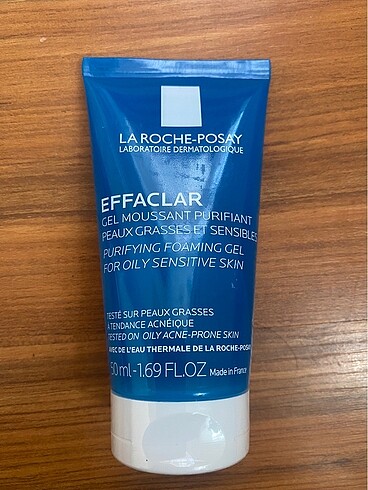 LA ROCHE-POSAY
LABORATOIRE DERMATOLOGIQUE
EFFACLAR
GEL MOUSSANT PURIFIANT
PEAUX GRASSES ET SENSIBLES
PURIFYING FOAMING GEL
FOR OILY SENSITIVE SKIN
TESTÉ SUR PEAUX GRASSES
À TENDANCE ACNÉIQUE
TESTED ON OILY ACNE-PRONE SKIN
AVEC DE L'EAU THERMALE DE LA ROCHE-POSAY
50ml-1.69 FL.OZ Made in France